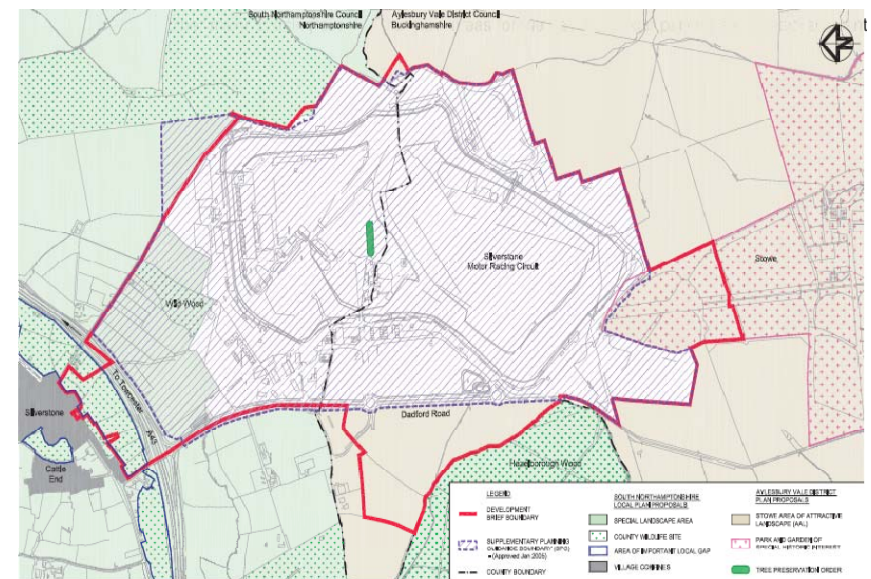 South Northamptonshire Council
Northamptonshire
Aylesbury Vale District Council
Buckinghamshire
N
Silverstone
Motor Racing Circuit
Stowe
Wild Wood
To Towcester
A43
Silverstone
Cattle
End
Dadford Road
Hazelborough Wood
LEGEND
DEVELOPMENT
BRIEF BOUNDARY
SUPPLEMENTARY PLANNING
GUIDANCE BOUNDARY (SPG)
(Approved Jan 2005)
COUNTY BOUNDARY
SOUTH NORTHAMPTONSHIRE
LOCAL PLAN PROPOSALS
SPECIAL LANDSCAPE AREA
COUNTY WILDLIFE SITE
AREA OF IMPORTANT LOCAL GAP
VILLAGE CONFINES
AYLESBURY VALE DISTRICT
PLAN PROPOSALS
STOWE AREA OF ATTRACTIVE
LANDSCAPE (AAL)
PARK AND GARDEN OF
SPECIAL HISTORIC INTEREST
TREE PRESERVATION ORDER